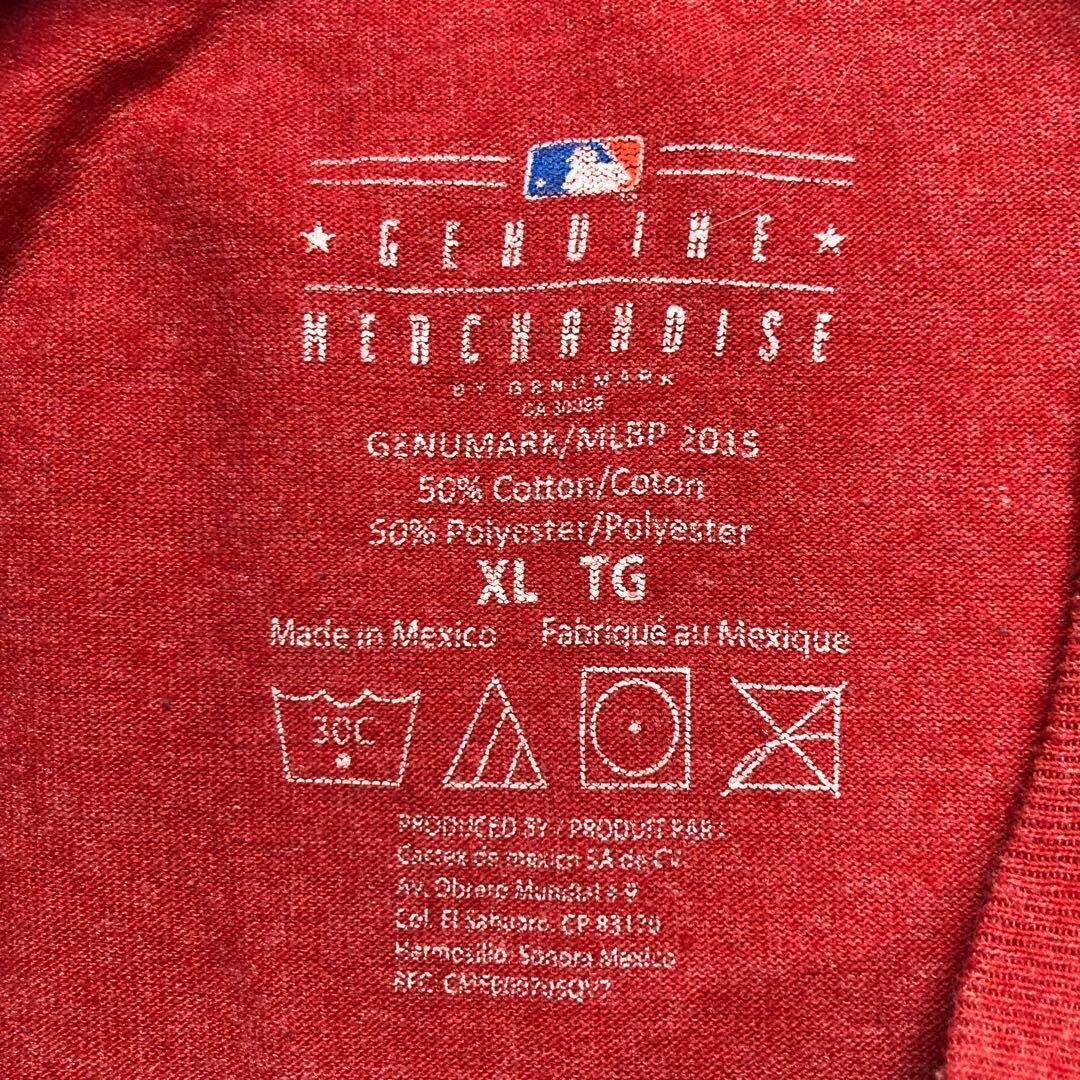 ★ GENUINE ★
MERCHANDISE
BY GENUMARK
GENUMARK/MLBP 2015
50% Cotton/Coton
50% Polyester/Polyester
XL TG
Made in Mexico Fabriqué au Mexique
30C
PRODUCED BY / PRODUIT PAR:
Cactex de mexico SA de CV.
Av. Obrero Mundial # 9
Col. El Sahuaro. CP 83170
Hermosillo. Sonora Mexico
RFC: